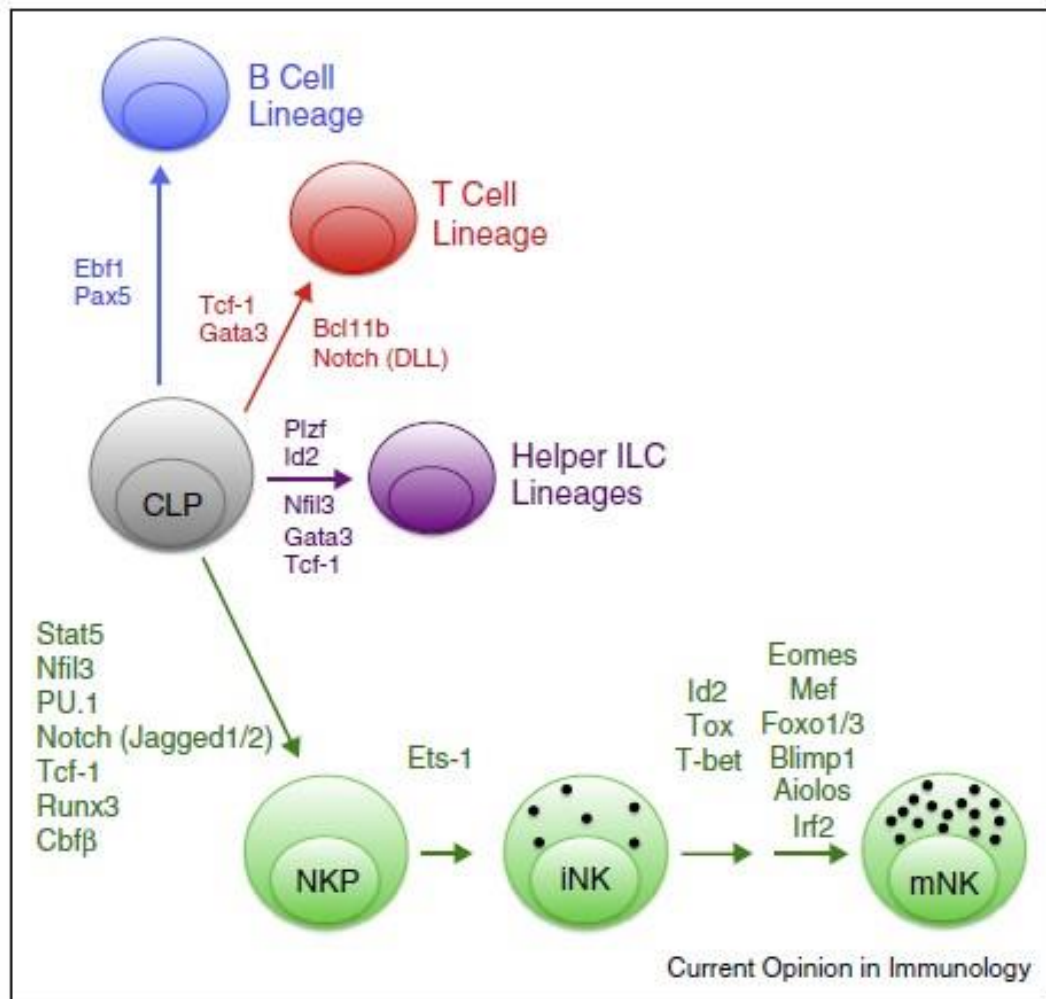 B Cell
Lineage
T Cell
Lineage
Ebf1
Pax5
Tcf-1
Gata3
Bcl11b
Notch (DLL)
CLP
Plzf
Id2
Nfil3
Gata3
Tcf-1
Helper ILC
Lineages
Stat5
Nfil3
PU.1
Notch (Jagged1/2)
Tcf-1
Runx3
Cbfβ
NKP
Ets-1
iNK
Id2
Tox
T-bet
Eomes
Mef
Foxo1/3
Blimp1
Aiolos
Irf2
mNK
Current Opinion in Immunology